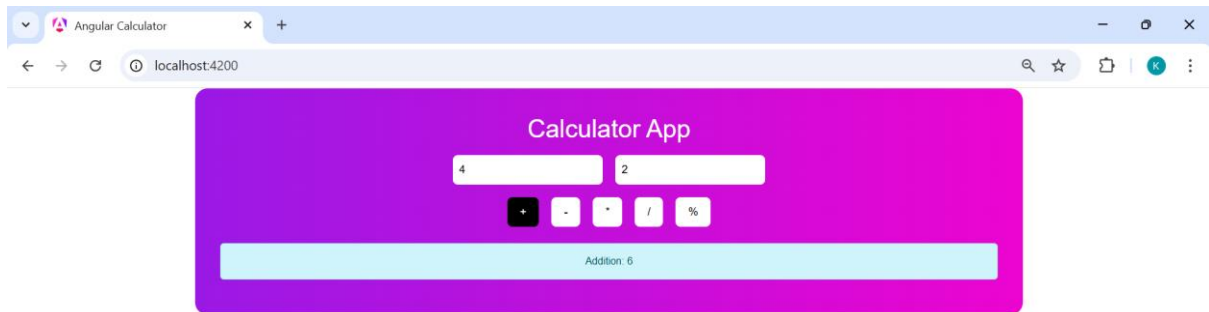 Angular Calculator
localhost:4200
K
Calculator App
4 2
+ - * / %
Addition: 6